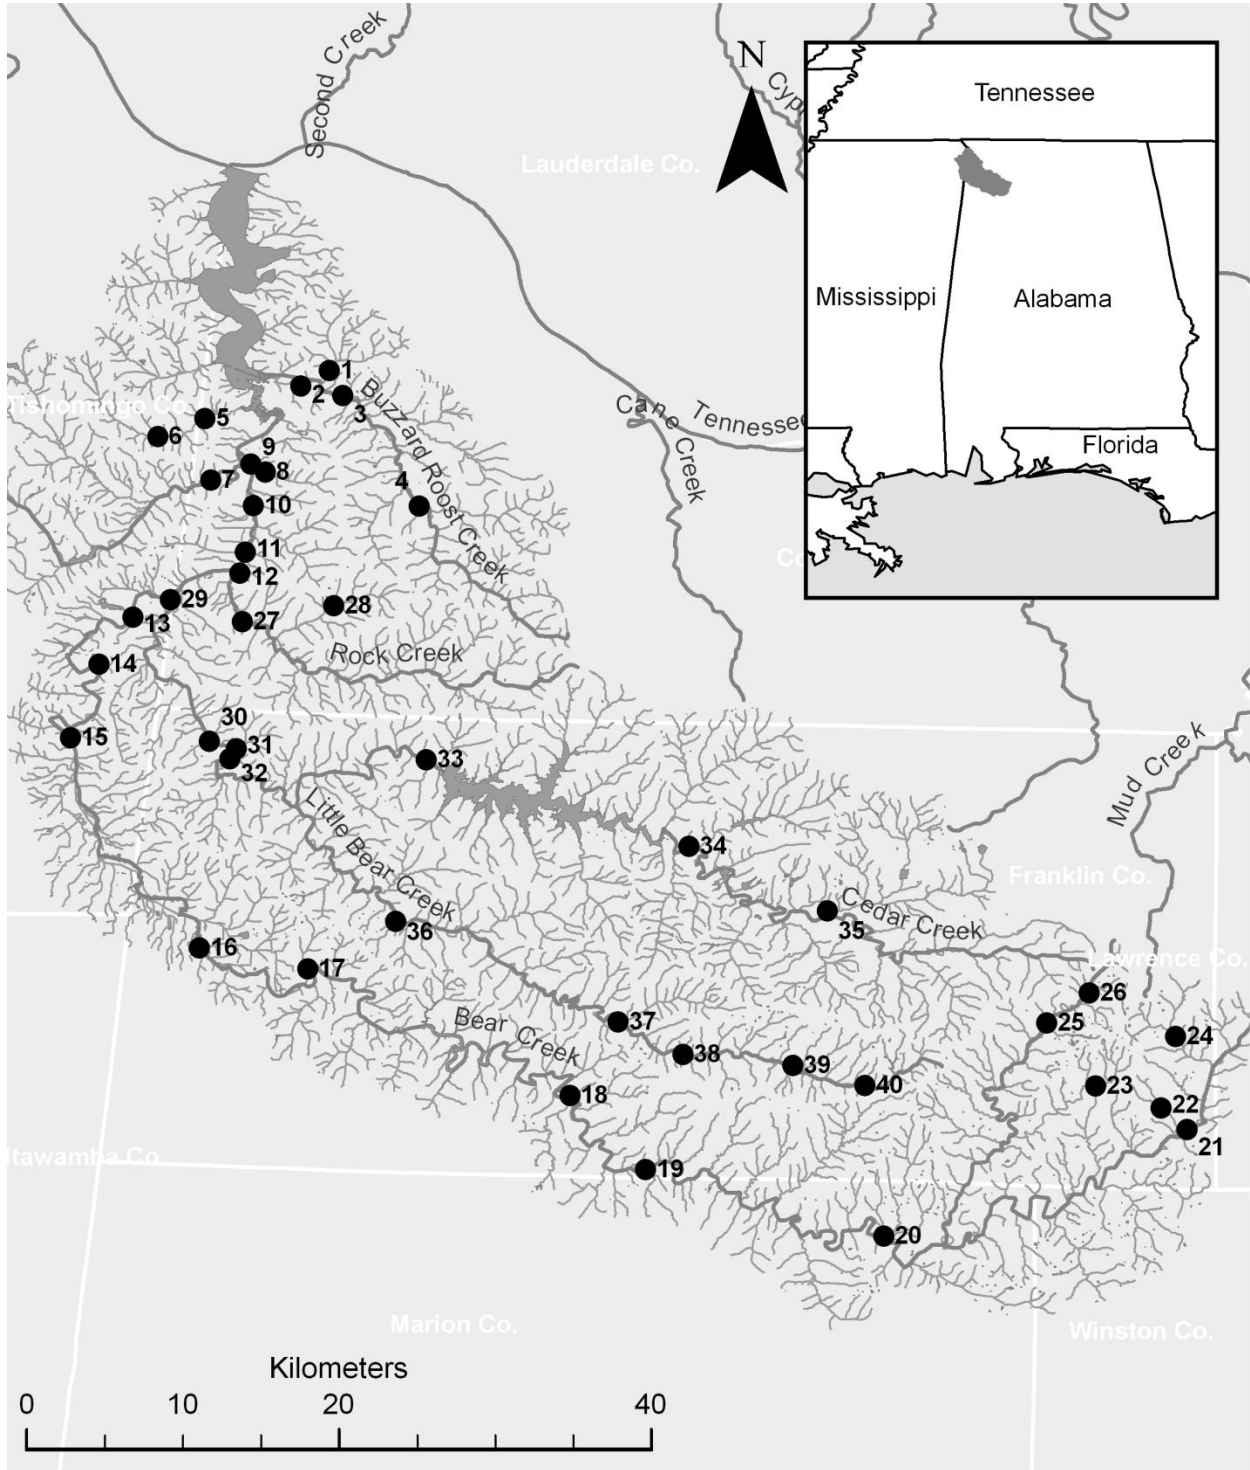 Second Creek
N
Cyp
Tennessee
Lauderdale Co.
Mississippi
Alabama
Florida
1
2
3
Buzzard Roost Creek
Tishomingo Co.
5
6
Cane Creek
Tennessee
9
8
7
4
10
Co
11
12
29
28
13
27
Rock Creek
14
15
30
31
32
33
Mud Creek
Little Bear Creek
34
Franklin Co.
Cedar Creek
35
36
Lawrence Co.
16
17
26
Bear Creek
37
25
24
38
39
40
23
18
22
21
Itawamba Co.
19
20
Marion Co.
Winston Co.
Kilometers
0 10 20 40